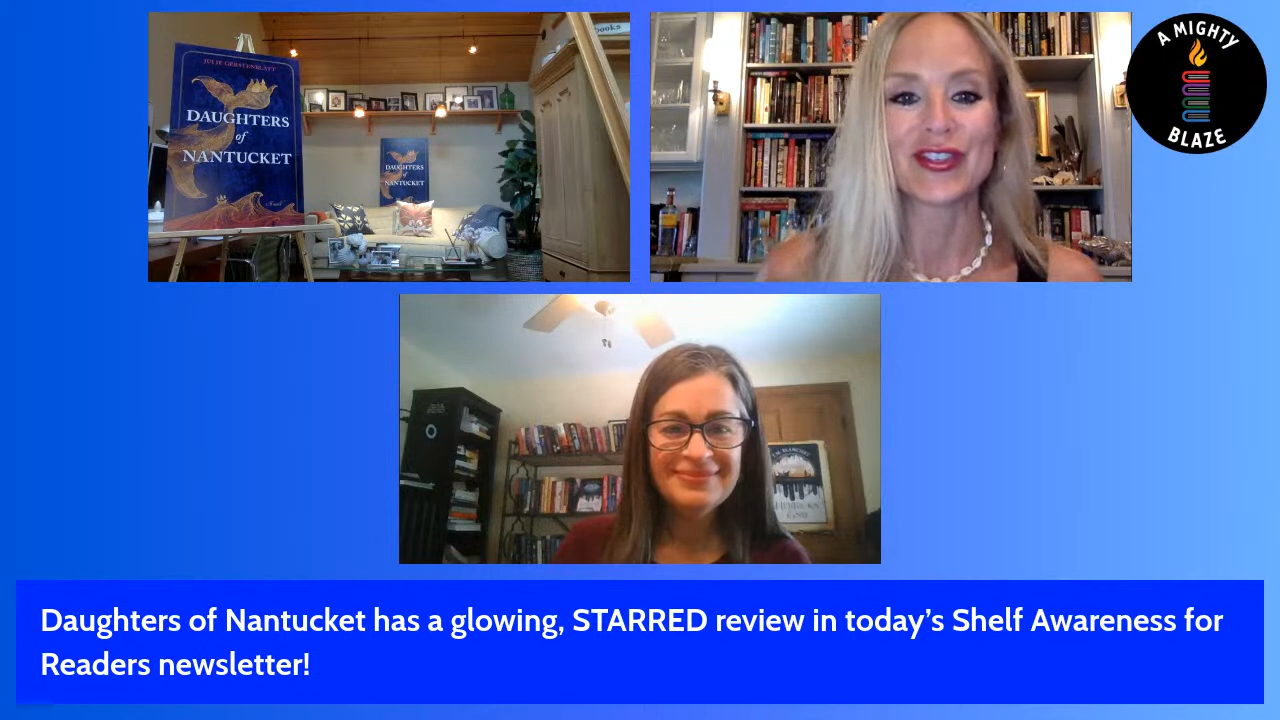 JULIE GERSTENBLATT
DAUGHTERS
of
NANTUCKET
a Novel
DAUGHTERS
of
NANTUCKET
books
A MIGHTY
BLAZE
Daughters of Nantucket has a glowing, STARRED review in today's Shelf Awareness for
Readers newsletter!